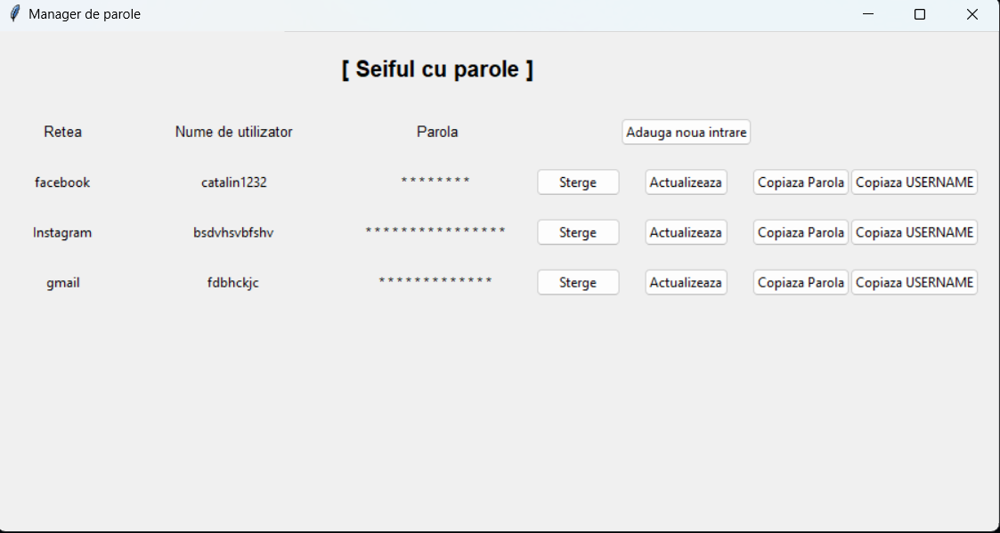 Manager de parole
[ Seiful cu parole ]
Retea Nume de utilizator Parola Adauga noua intrare
facebook catalin1232 ******** Sterge Actualizeaza Copiaza Parola Copiaza USERNAME
Instagram bsdvhsvbfshv **************** Sterge Actualizeaza Copiaza Parola Copiaza USERNAME
gmail fdbhckjc ************* Sterge Actualizeaza Copiaza Parola Copiaza USERNAME